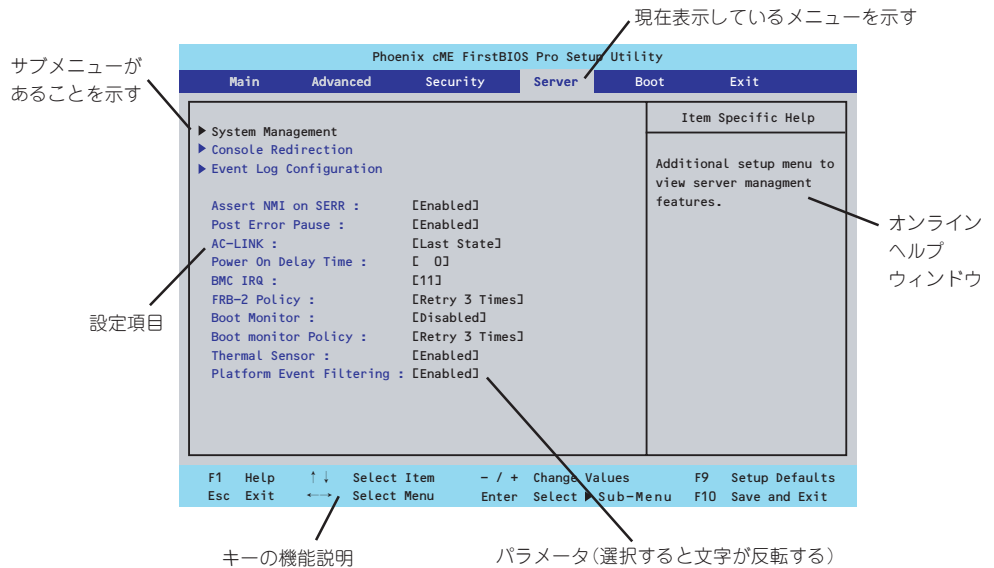 現在表示しているメニューを示す
サブメニューが
あることを示す
Phoenix cME FirstBIOS Pro Setup Utility
Main Advanced Security Server Boot Exit
▶ System Management
▶ Console Redirection
▶ Event Log Configuration
Assert NMI on SERR : [Enabled]
Post Error Pause : [Enabled]
AC-LINK : [Last State]
Power On Delay Time : [ 0]
BMC IRQ : [11]
FRB-2 Policy : [Retry 3 Times]
Boot Monitor : [Disabled]
Boot monitor Policy : [Retry 3 Times]
Thermal Sensor : [Enabled]
Platform Event Filtering : [Enabled]
Item Specific Help
Additional setup menu to
view server managment
features.
オンライン
ヘルプ
ウィンドウ
設定項目
F1 Help ↑↓ Select Item - / + Change Values F9 Setup Defaults
Esc Exit ←→ Select Menu Enter Select ▶ Sub-Menu F10 Save and Exit
キーの機能説明
パラメータ(選択すると文字が反転する)